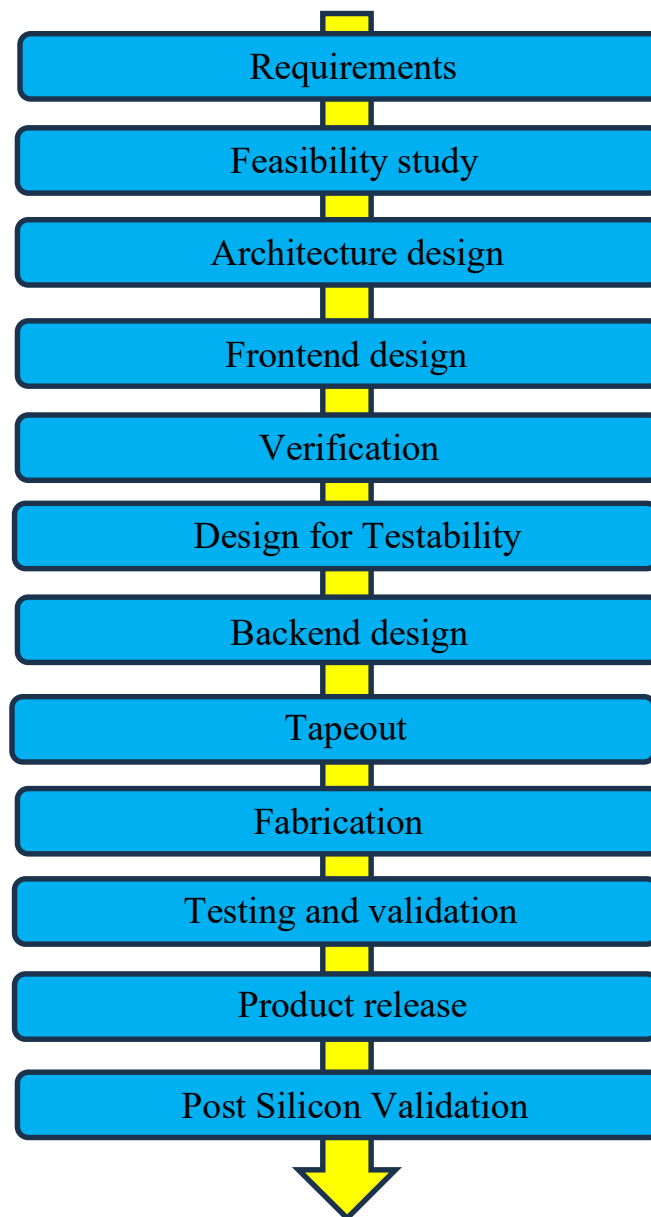 Requirements
Feasibility study
Architecture design
Frontend design
Verification
Design for Testability
Backend design
Tapeout
Fabrication
Testing and validation
Product release
Post Silicon Validation